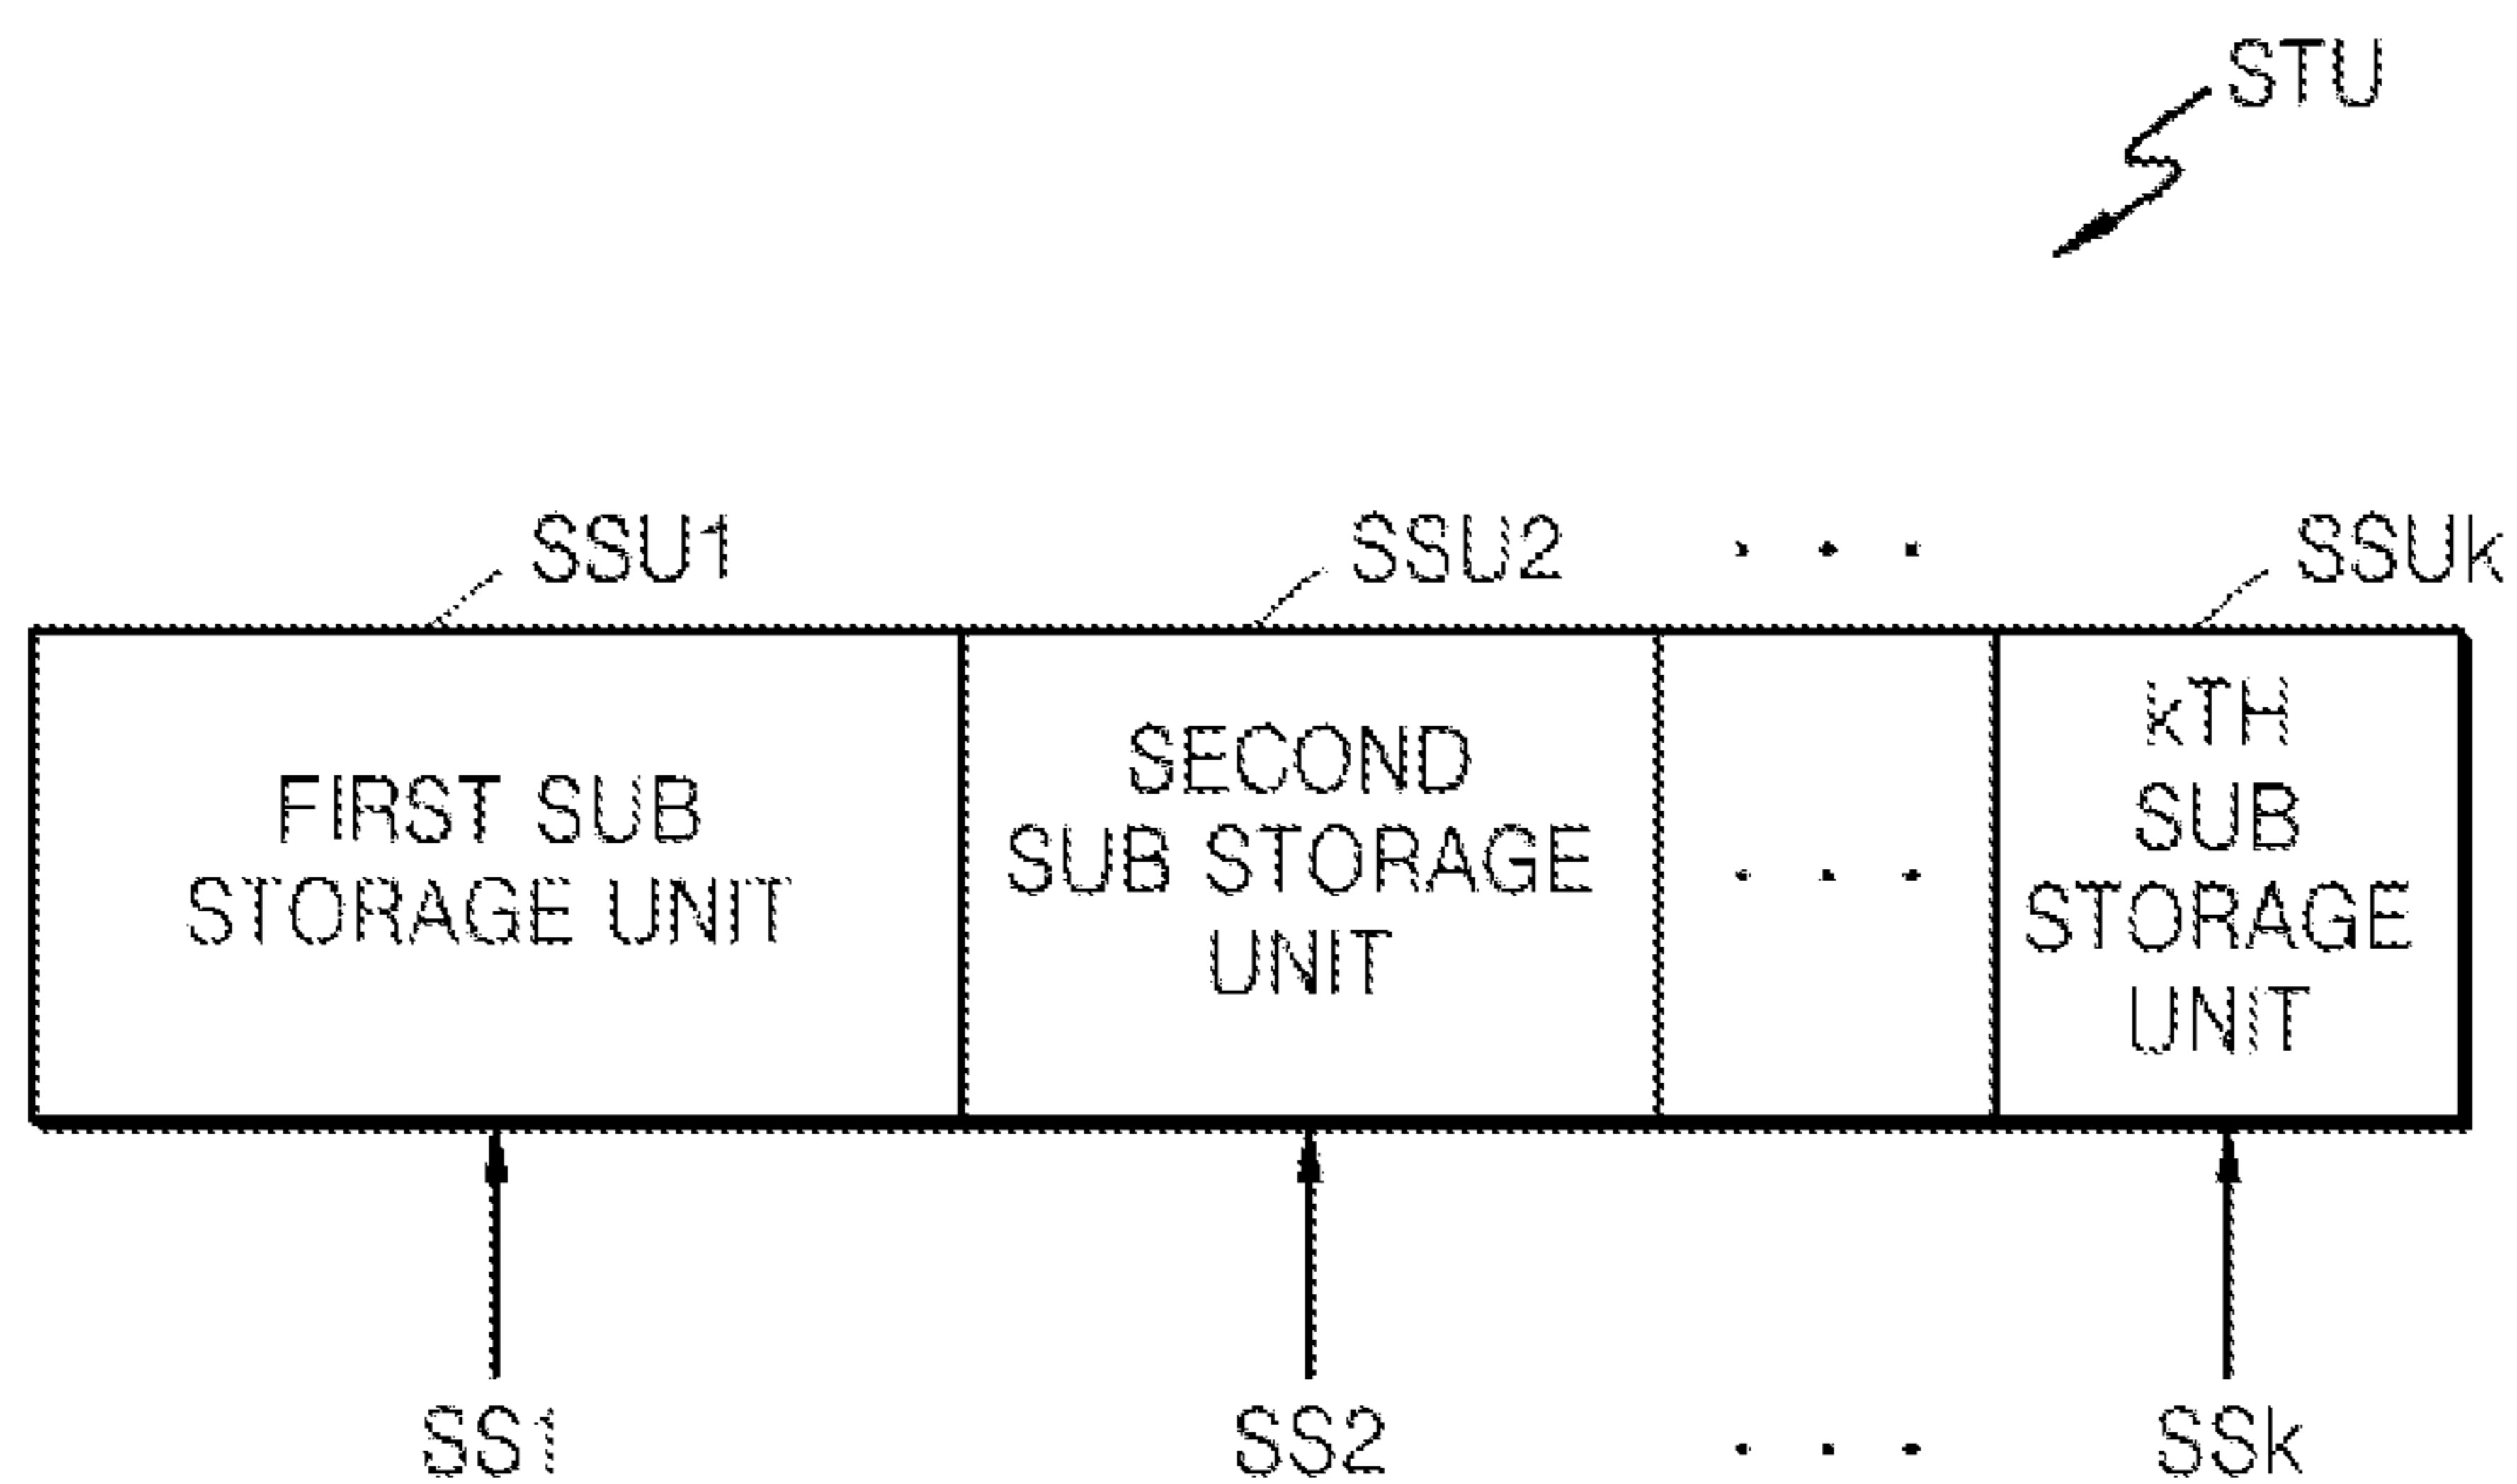 STU
SSU1
SSU2
. . .
SSUk
FIRST SUB
STORAGE UNIT
SECOND
SUB STORAGE
UNIT
. . .
kTH
SUB
STORAGE
UNIT
SS1
SS2
. . .
SSk